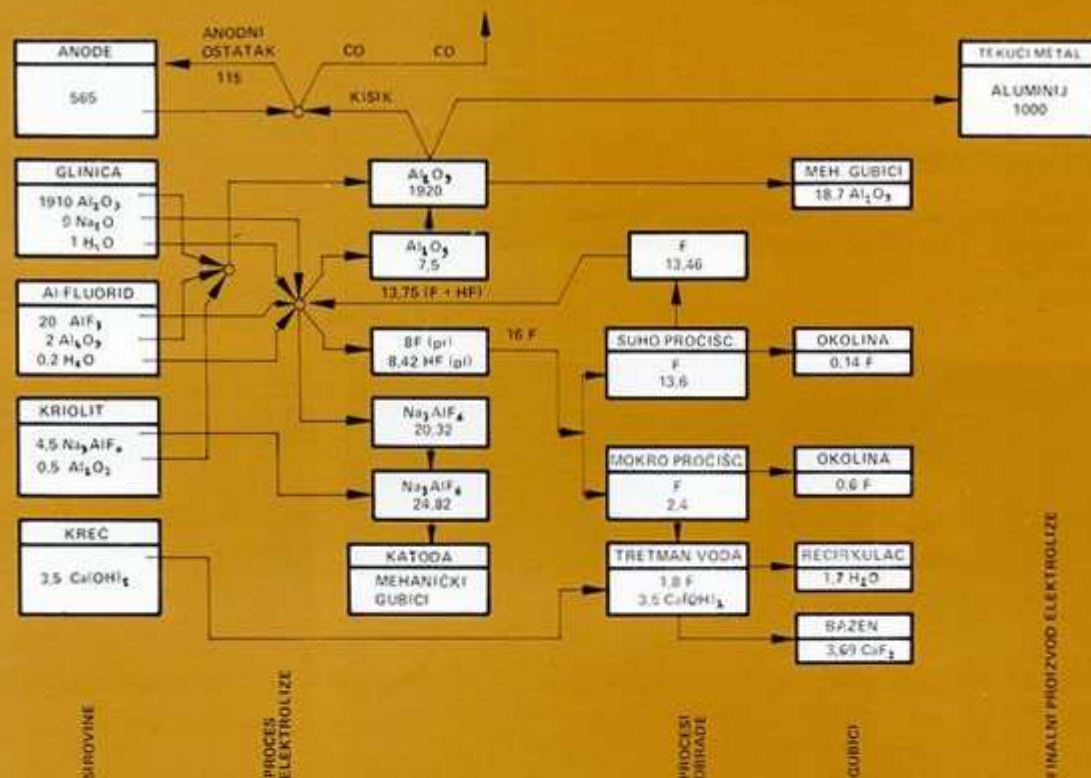 ANODE
565
ANODNI
OSTATAK
115
CO
CO
KISIK
TEKUĆI METAL
ALUMINIJ
1000
GLINICA
1910 Al₂O₃
9 Na₂O
1 H₂O
Al₂O₃
1920
MEH. GUBICI
18,7 Al₂O₃
Al₂O₃
7,5
F
13,46
13,75 (F + HF)
Al-FLUORID
20 AlF₃
2 Al₂O₃
0,2 H₂O
8F (pr)
8,42 HF (pl)
16 F
SUHO PROČIŠĆ.
F
13,6
OKOLINA
0,14 F
KRIOLIT
4,5 Na₃AlF₆
0,5 Al₂O₃
Na₃AlF₆
20,32
Na₃AlF₆
24,82
MOKRO PROČIŠĆ.
F
2,4
OKOLINA
0,6 F
KREČ
3,5 Ca(OH)₂
KATODA
MEHANIČKI
GUBICI
TRETMAN VODA
1,8 F
3,5 Ca(OH)₂
RECIRKULAC
1,7 H₂O
BAZEN
3,69 CaF₂
SIROVINE
PROCES
ELEKTROLIZE
PROCESI
OBRADE
GUBICI
FINALNI PROIZVOD ELEKTROLIZE